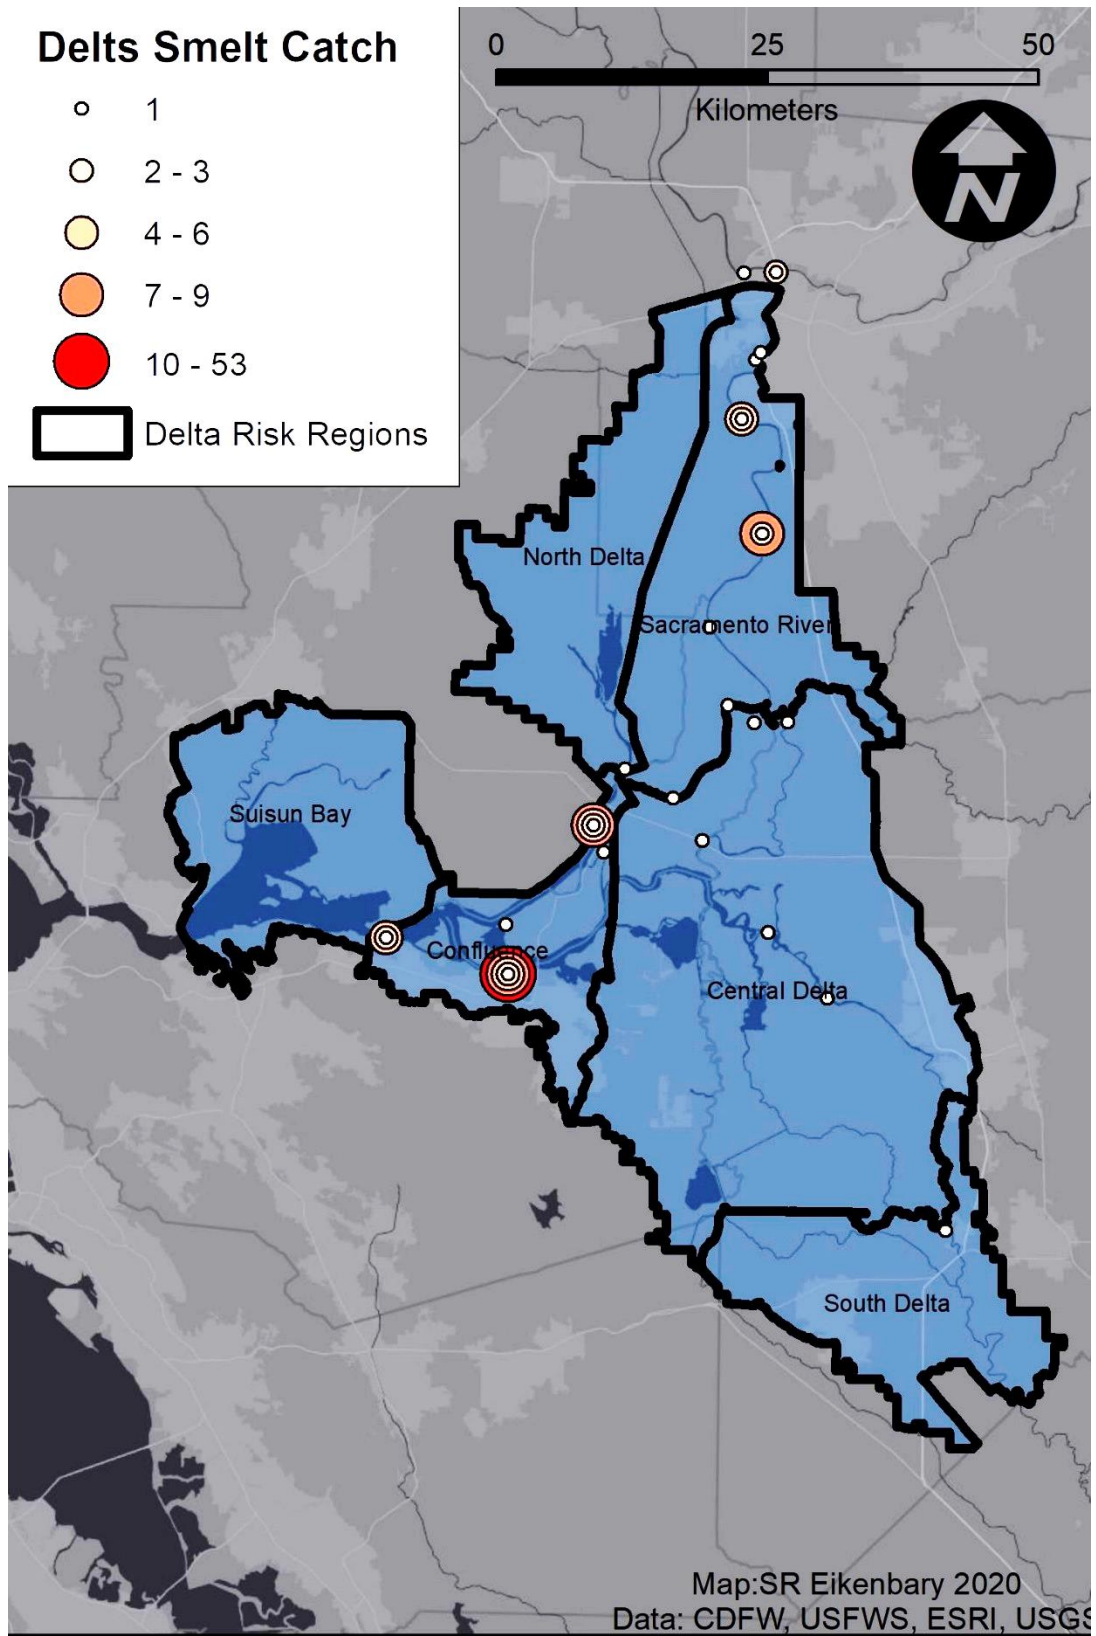 Delts Smelt Catch
1
2 - 3
4 - 6
7 - 9
10 - 53
Delta Risk Regions
0 25 50
Kilometers
N
North Delta
Sacramento River
Suisun Bay
Confluence
Central Delta
South Delta
Map:SR Eikenbary 2020
Data: CDFW, USFWS, ESRI, USGS